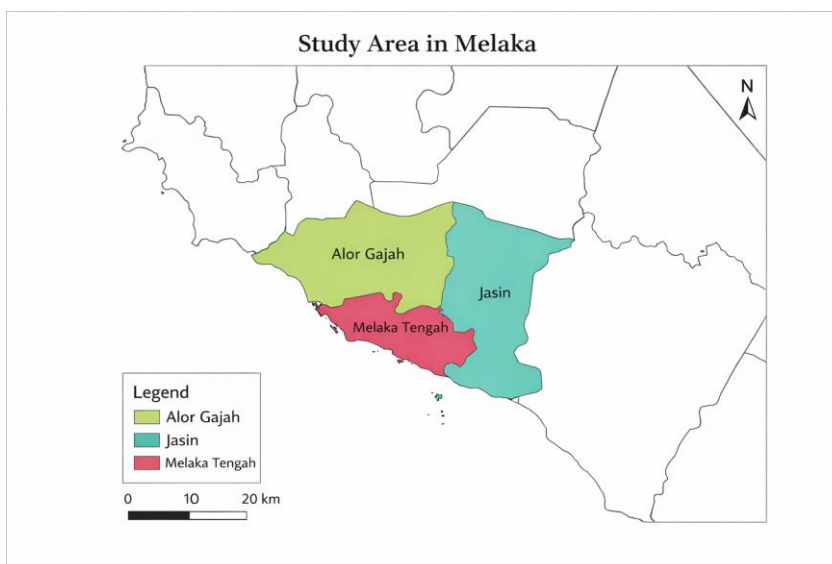 Study Area in Melaka
N
Alor Gajah
Jasin
Melaka Tengah
Legend
Alor Gajah
Jasin
Melaka Tengah
0 10 20 km